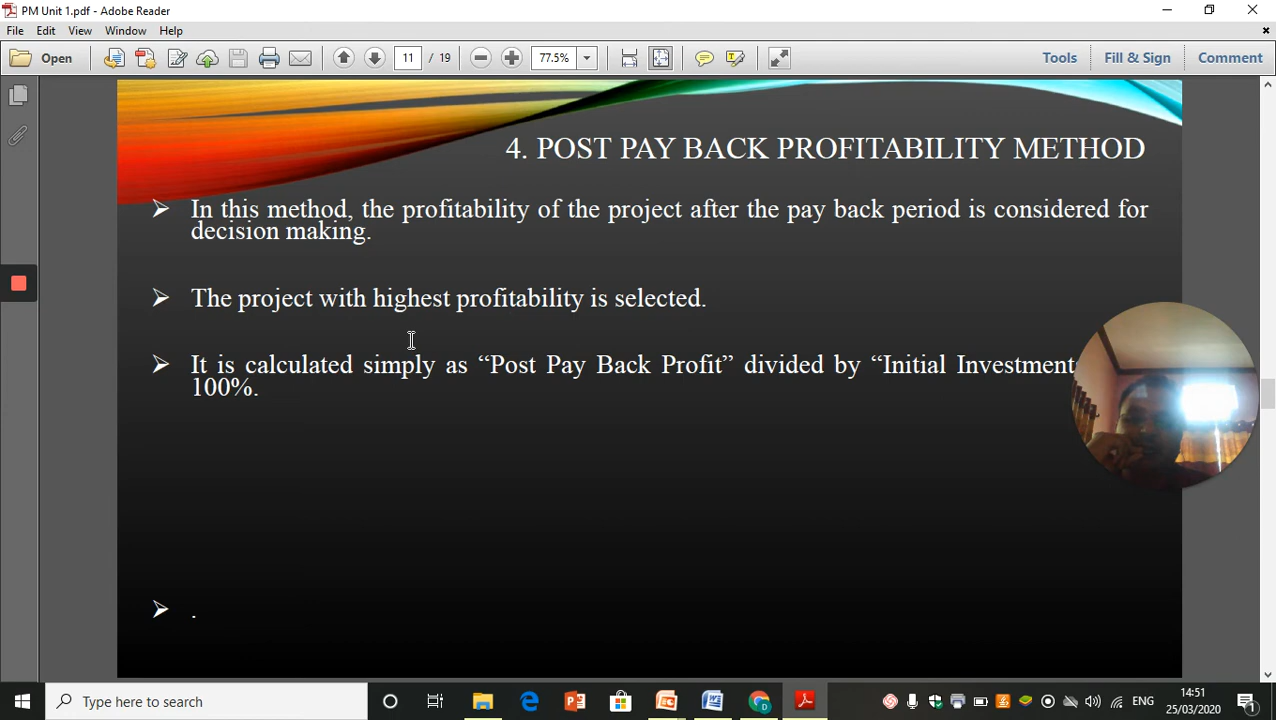 PM Unit 1.pdf - Adobe Reader
File Edit View Window Help
Open 11 / 19 77.5% Tools Fill & Sign Comment
4. POST PAY BACK PROFITABILITY METHOD
➢ In this method, the profitability of the project after the pay back period is considered for
decision making.
➢ The project with highest profitability is selected.
➢ It is calculated simply as “Post Pay Back Profit” divided by “Initial Investment
100%.
➢ .
Type here to search
ENG
14:51
25/03/2020
1